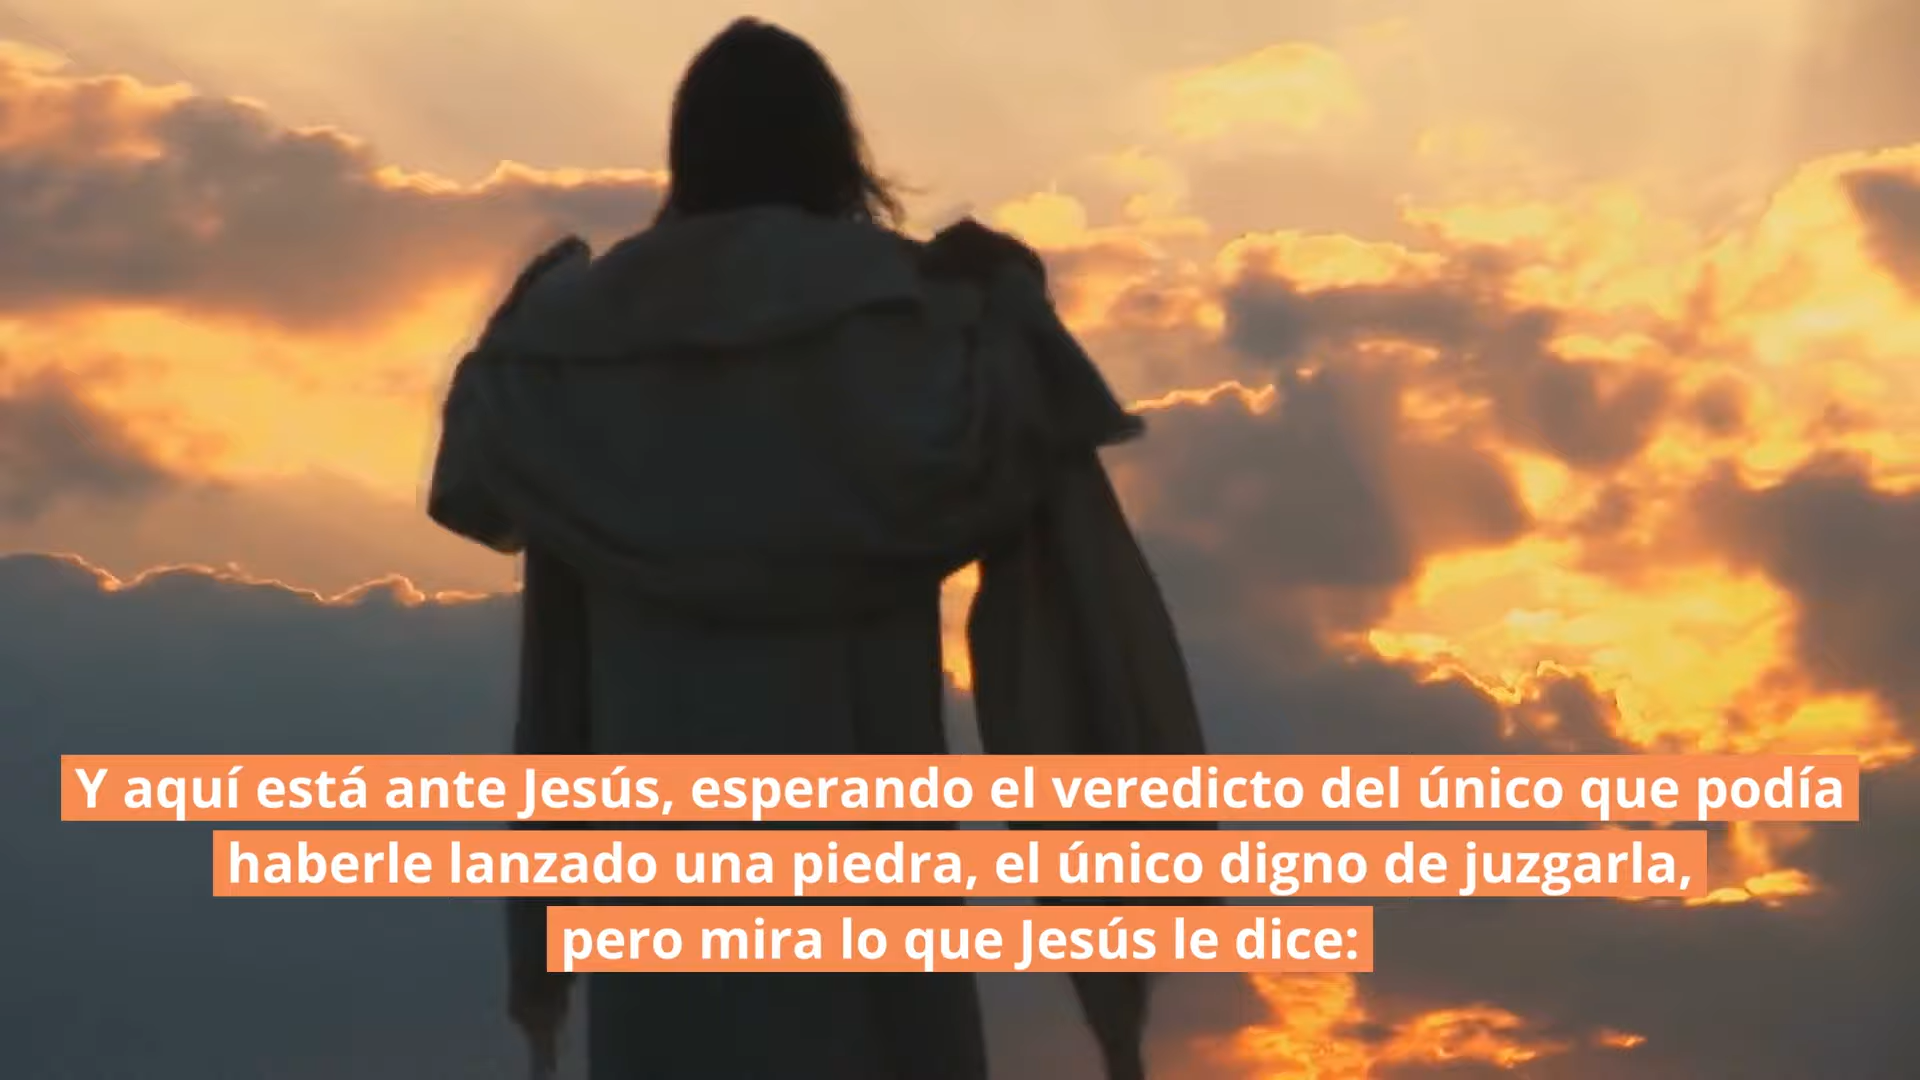 Y aquí está ante Jesús, esperando el veredicto del único que podía
haberle lanzado una piedra, el único digno de juzgarla,
pero mira lo que Jesús le dice: